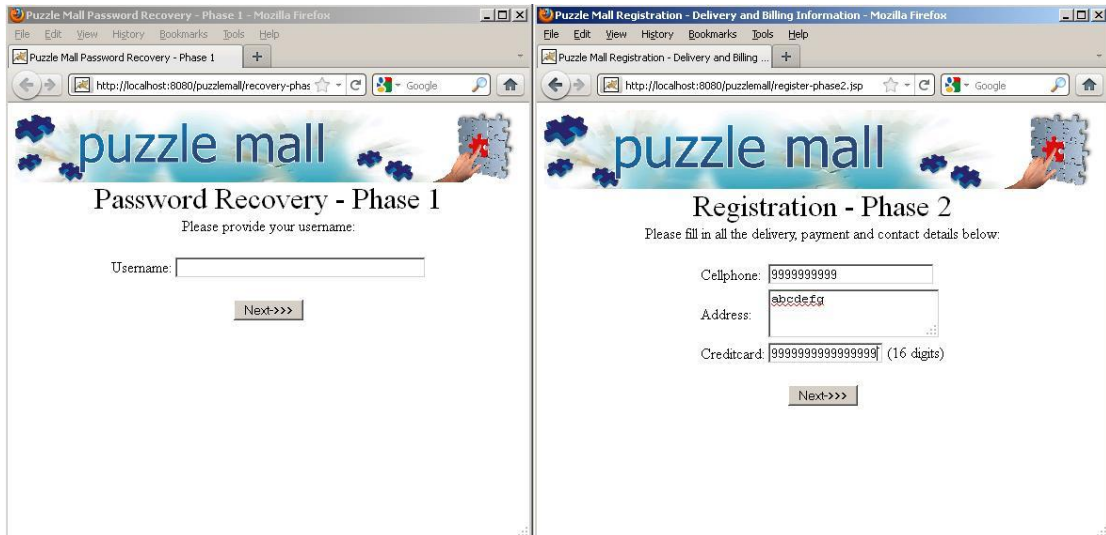 Puzzle Mall Password Recovery - Phase 1 - Mozilla Firefox
File Edit View History Bookmarks Tools Help
Puzzle Mall Password Recovery - Phase 1 +
http://localhost:8080/puzzlemall/recovery-phas Google
puzzle mall
Password Recovery - Phase 1
Please provide your username:
Username:
Next->>>
Puzzle Mall Registration - Delivery and Billing Information - Mozilla Firefox
File Edit View History Bookmarks Tools Help
Puzzle Mall Registration - Delivery and Billing ... +
http://localhost:8080/puzzlemall/register-phase2.jsp Google
puzzle mall
Registration - Phase 2
Please fill in all the delivery, payment and contact details below:
Cellphone: 9999999999
Address: abcdefg
Creditcard: 9999999999999999 (16 digits)
Next->>>